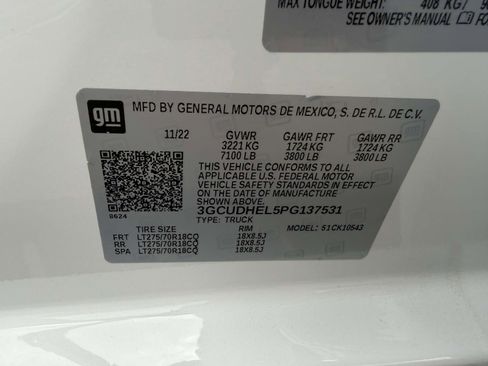 MAX TONGUE WEIGHT: 408 KG
SEE OWNER'S MANUAL FO
gm
MFD BY GENERAL MOTORS DE MEXICO, S. DE R.L. DE C.V.
11/22 GVWR GAWR FRT GAWR RR
3221 KG 1724 KG 1724 KG
7100 LB 3800 LB 3800 LB
THIS VEHICLE CONFORMS TO ALL
APPLICABLE U.S. FEDERAL MOTOR
VEHICLE SAFETY STANDARDS IN EFFECT
ON THE DATE OF MANUFACTURE
SHOWN ABOVE.
3GCUDHEL5PG137531
8624
TYPE: TRUCK
TIRE SIZE RIM MODEL: 51CK10543
FRT LT275/70R18CQ 18X8.5J
RR LT275/70R18CQ 18X8.5J
SPA LT275/70R18CQ 18X8.5J